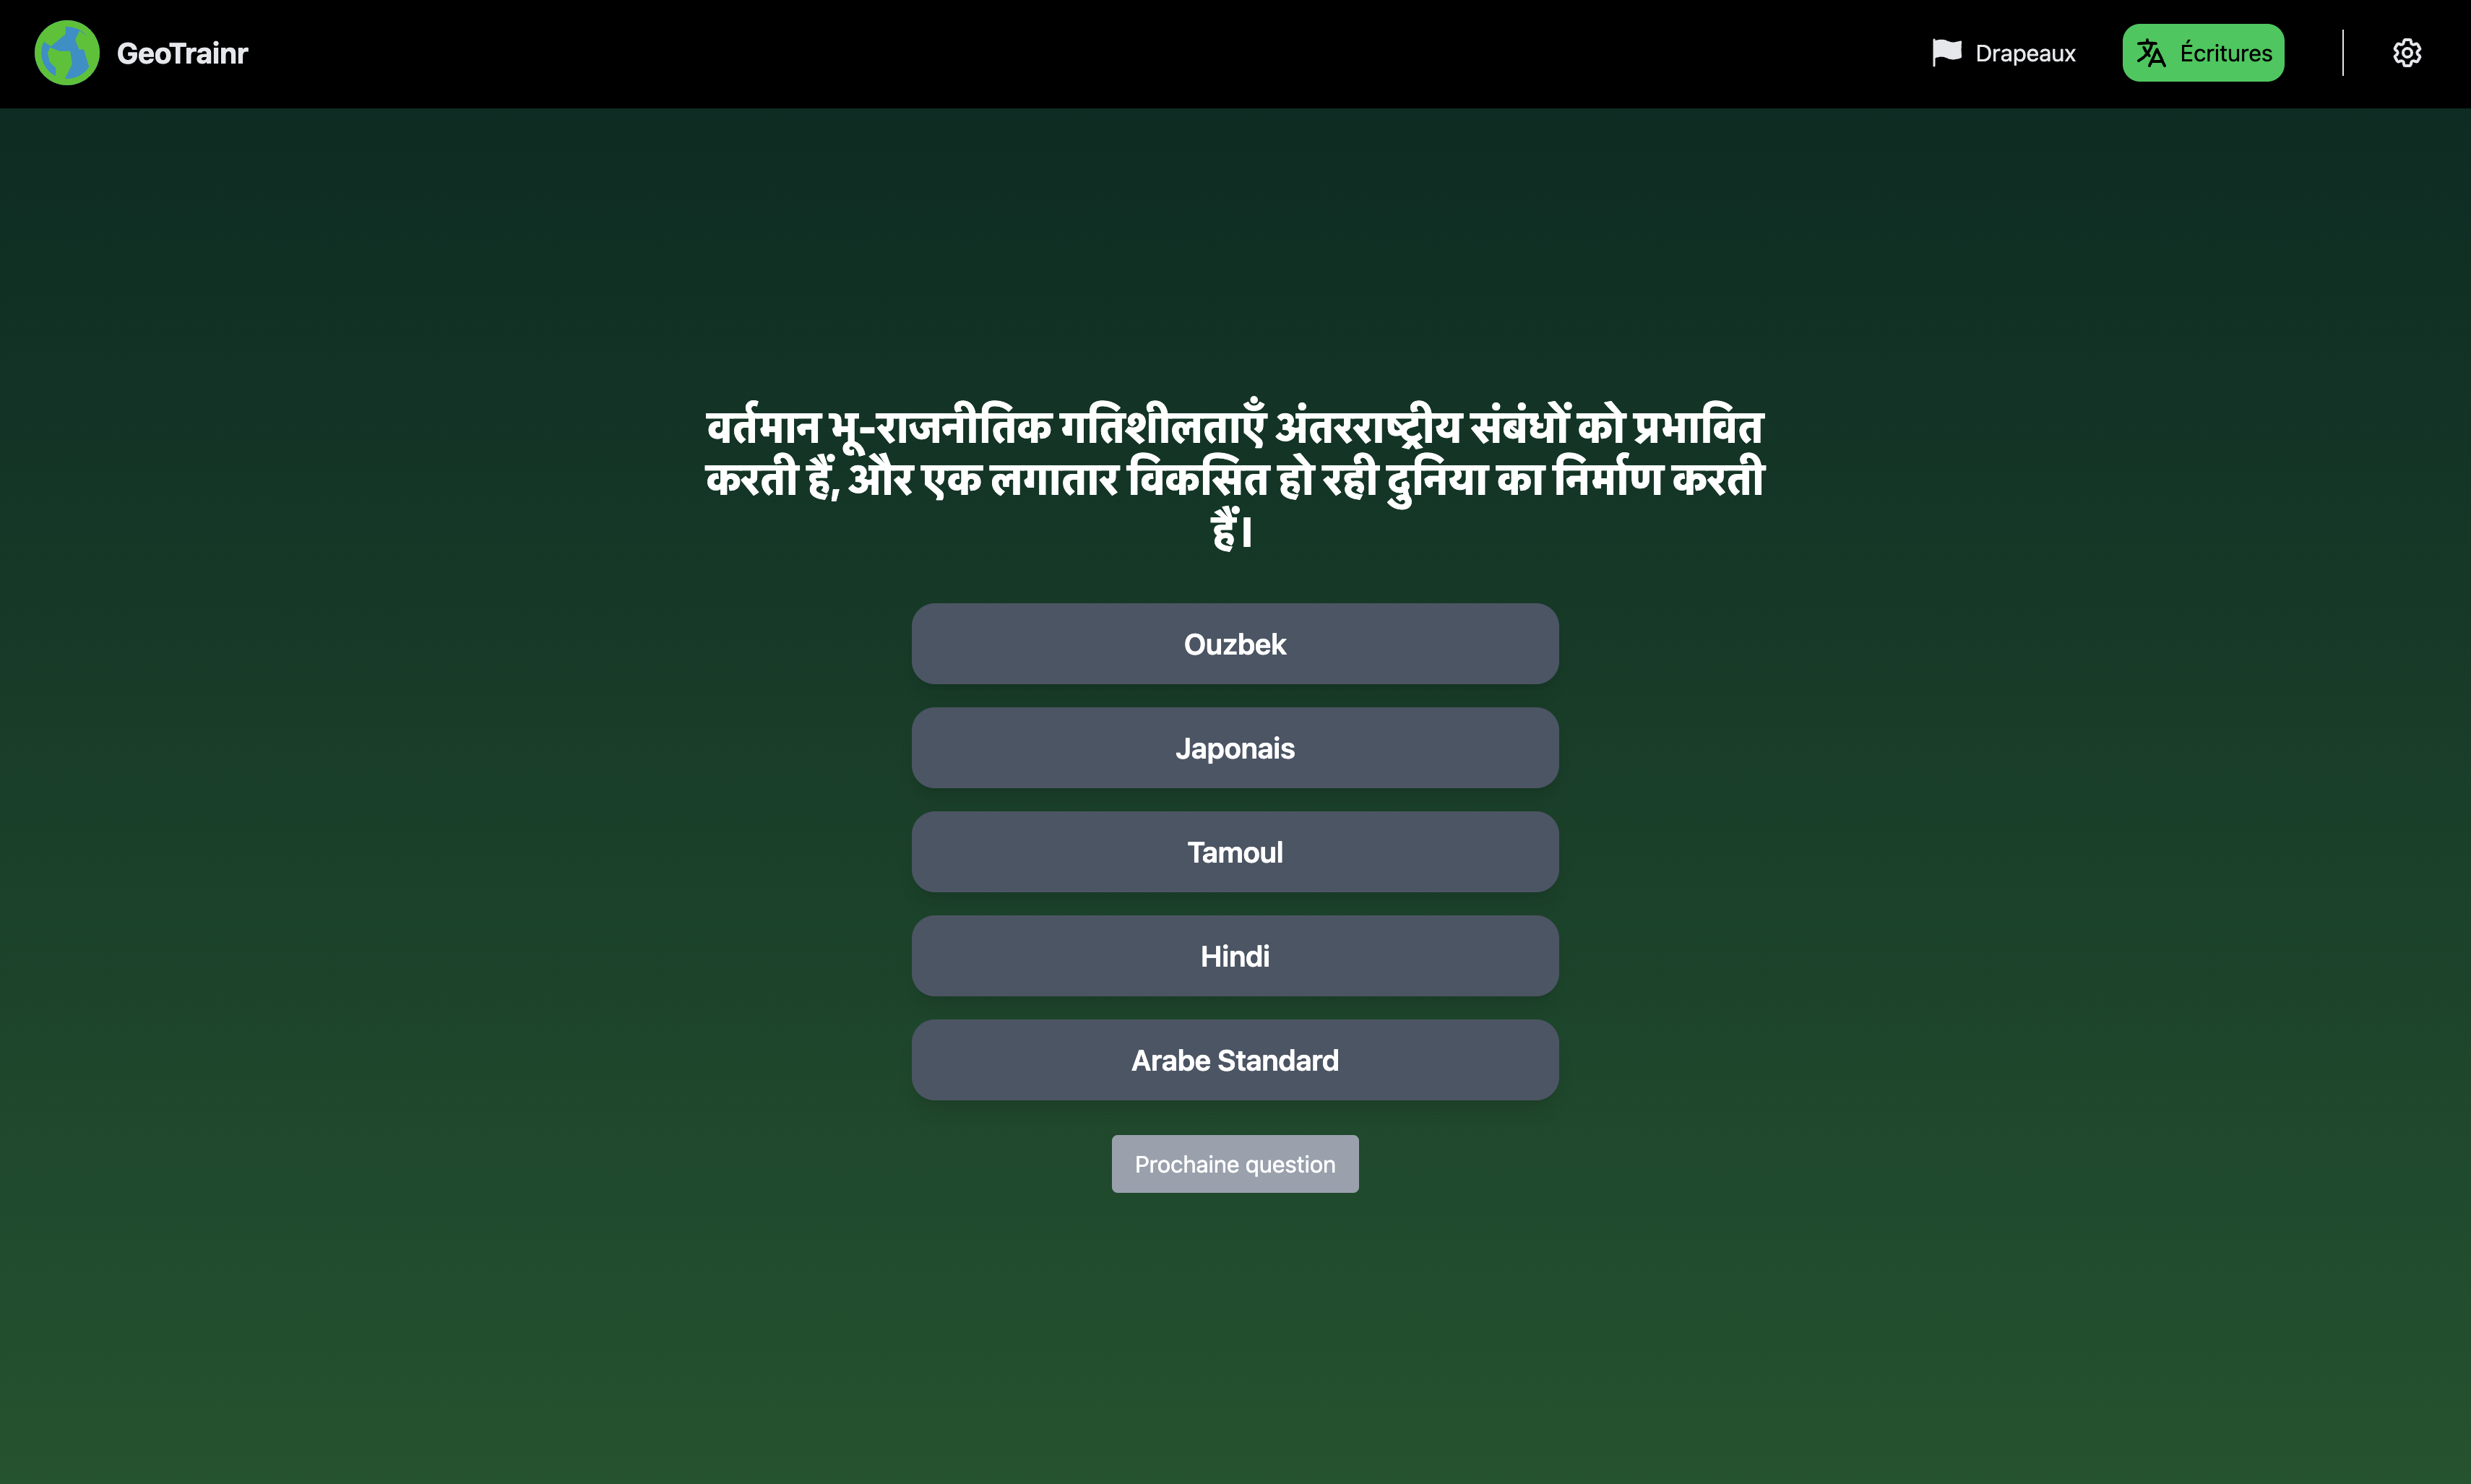 GeoTrainr
Drapeaux
Écritures
वर्तमान भू-राजनीतिक गतिशीलताएँ अंतरराष्ट्रीय संबंधों को प्रभावित
करती हैं, और एक लगातार विकसित हो रही दुनिया का निर्माण करती
हैं।
Ouzbek
Japonais
Tamoul
Hindi
Arabe Standard
Prochaine question